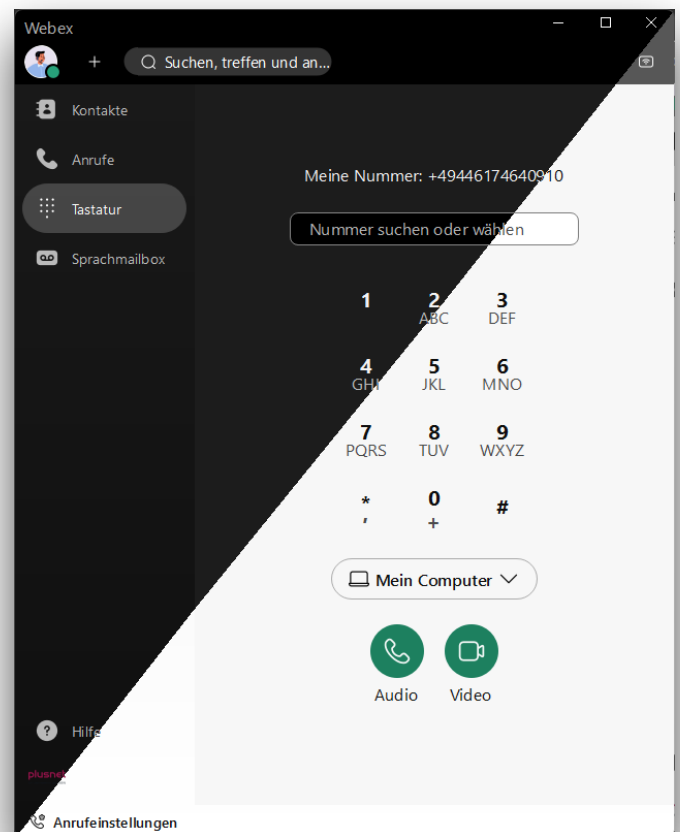 Webex
Suchen, treffen und an...
Kontakte
Anrufe
Tastatur
Sprachmailbox
Meine Nummer: +49446174640910
Nummer suchen oder wählen
1 2 3
ABC DEF
4 5 6
GHI JKL MNO
7 8 9
PQRS TUV WXYZ
* 0 #
, +
Mein Computer
Audio Video
Hilfe
plusnet
Anrufeinstellungen